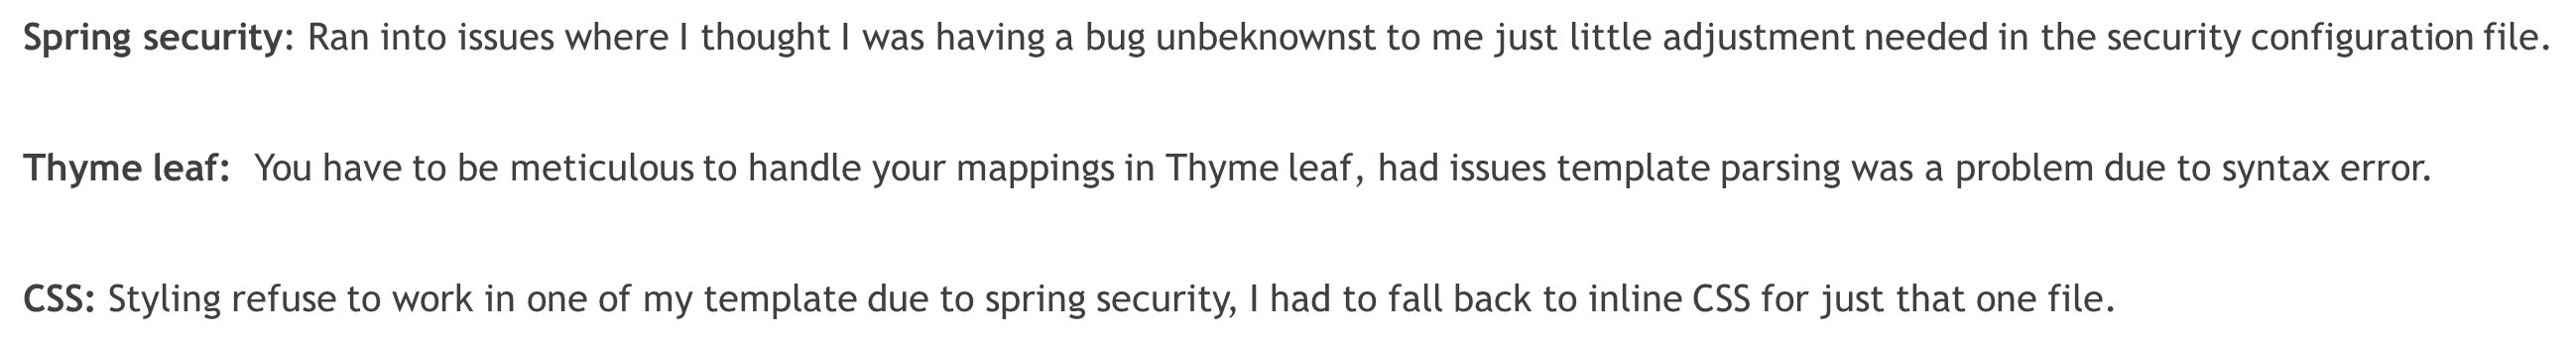 Spring security: Ran into issues where I thought I was having a bug unbeknownst to me just little adjustment needed in the security configuration file.
Thyme leaf: You have to be meticulous to handle your mappings in Thyme leaf, had issues template parsing was a problem due to syntax error.
CSS: Styling refuse to work in one of my template due to spring security, I had to fall back to inline CSS for just that one file.